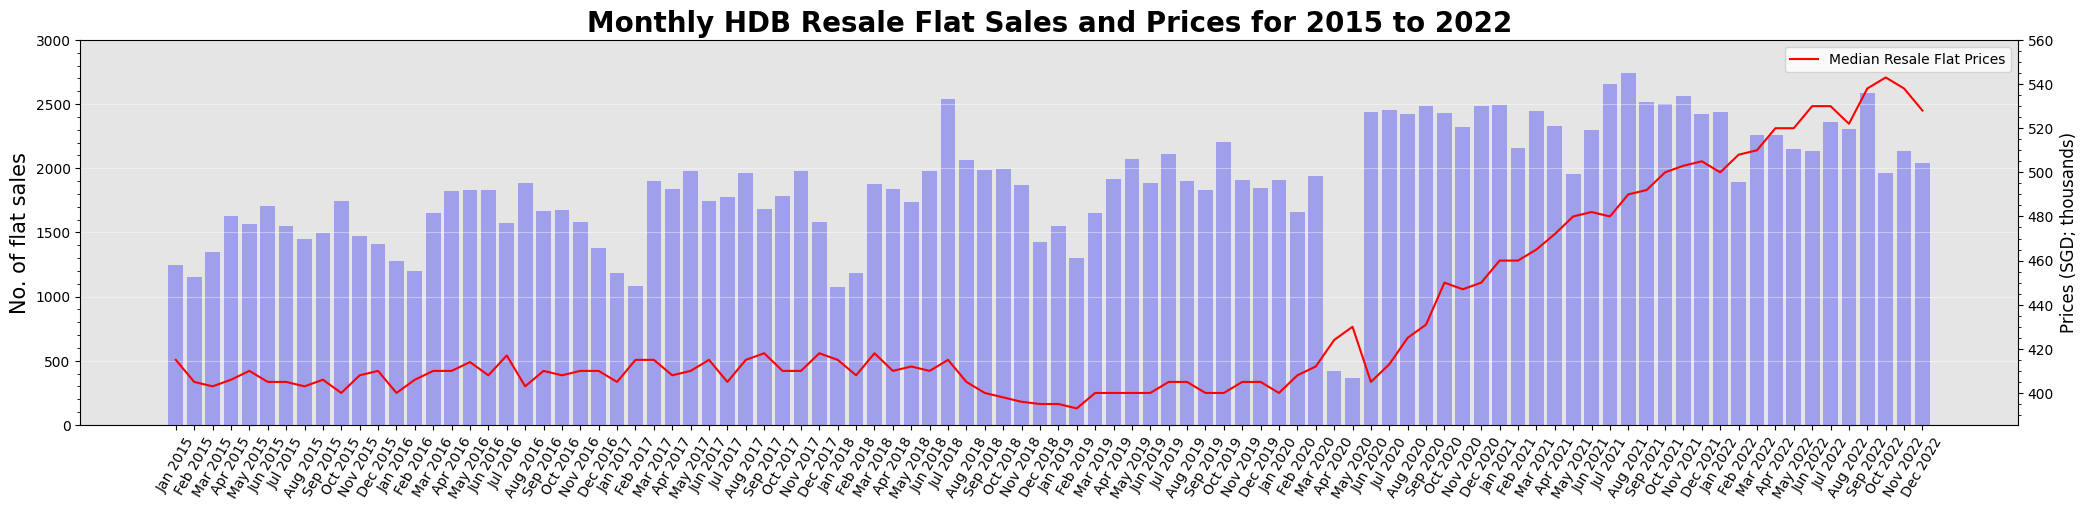 Monthly HDB Resale Flat Sales and Prices for 2015 to 2022
No. of flat sales
3000
2500
2000
1500
1000
500
0
Median Resale Flat Prices
560
540
520
500
480
460
440
420
400
Prices (SGD; thousands)
Jan 2015
Feb 2015
Mar 2015
Apr 2015
May 2015
Jun 2015
Jul 2015
Aug 2015
Sep 2015
Oct 2015
Nov 2015
Dec 2015
Jan 2016
Feb 2016
Mar 2016
Apr 2016
May 2016
Jun 2016
Jul 2016
Aug 2016
Sep 2016
Oct 2016
Nov 2016
Dec 2016
Jan 2017
Feb 2017
Mar 2017
Apr 2017
May 2017
Jun 2017
Jul 2017
Aug 2017
Sep 2017
Oct 2017
Nov 2017
Dec 2017
Jan 2018
Feb 2018
Mar 2018
Apr 2018
May 2018
Jun 2018
Jul 2018
Aug 2018
Sep 2018
Oct 2018
Nov 2018
Dec 2018
Jan 2019
Feb 2019
Mar 2019
Apr 2019
May 2019
Jun 2019
Jul 2019
Aug 2019
Sep 2019
Oct 2019
Nov 2019
Dec 2019
Jan 2020
Feb 2020
Mar 2020
Apr 2020
May 2020
Jun 2020
Jul 2020
Aug 2020
Sep 2020
Oct 2020
Nov 2020
Dec 2020
Jan 2021
Feb 2021
Mar 2021
Apr 2021
May 2021
Jun 2021
Jul 2021
Aug 2021
Sep 2021
Oct 2021
Nov 2021
Dec 2021
Jan 2022
Feb 2022
Mar 2022
Apr 2022
May 2022
Jun 2022
Jul 2022
Aug 2022
Sep 2022
Oct 2022
Nov 2022
Dec 2022